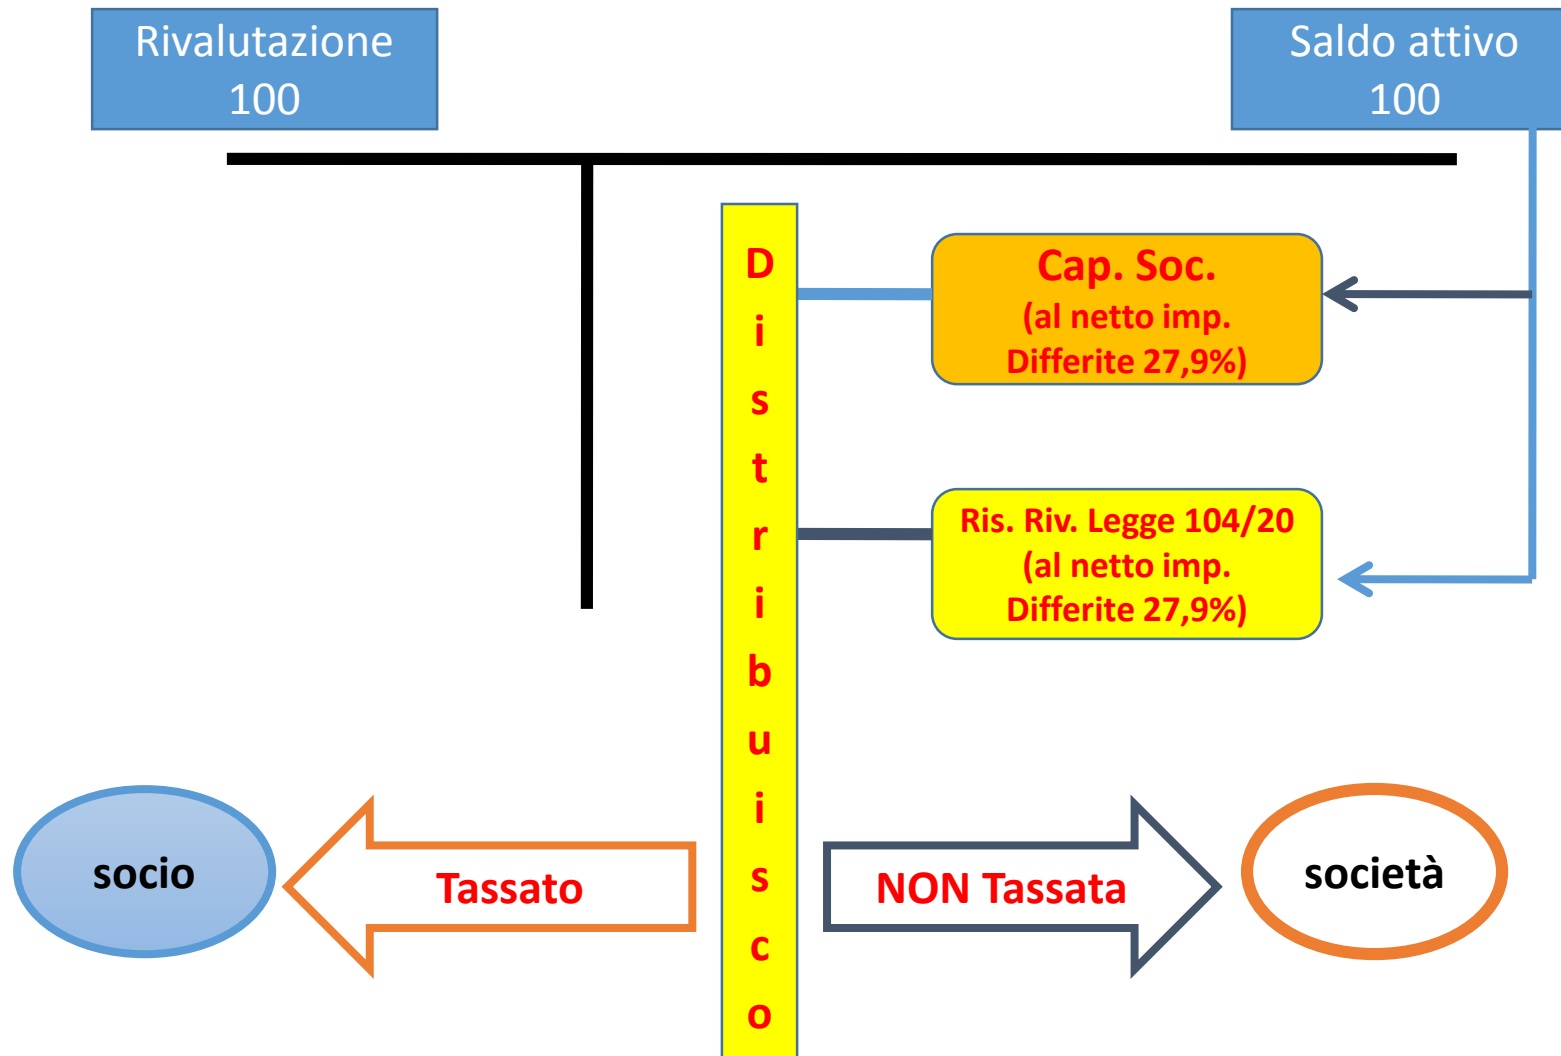 Rivalutazione
100
Saldo attivo
100
Distribuisco
Cap. Soc.
(al netto imp.
Differite 27,9%)
Ris. Riv. Legge 104/20
(al netto imp.
Differite 27,9%)
socio
Tassato
NON Tassata
società